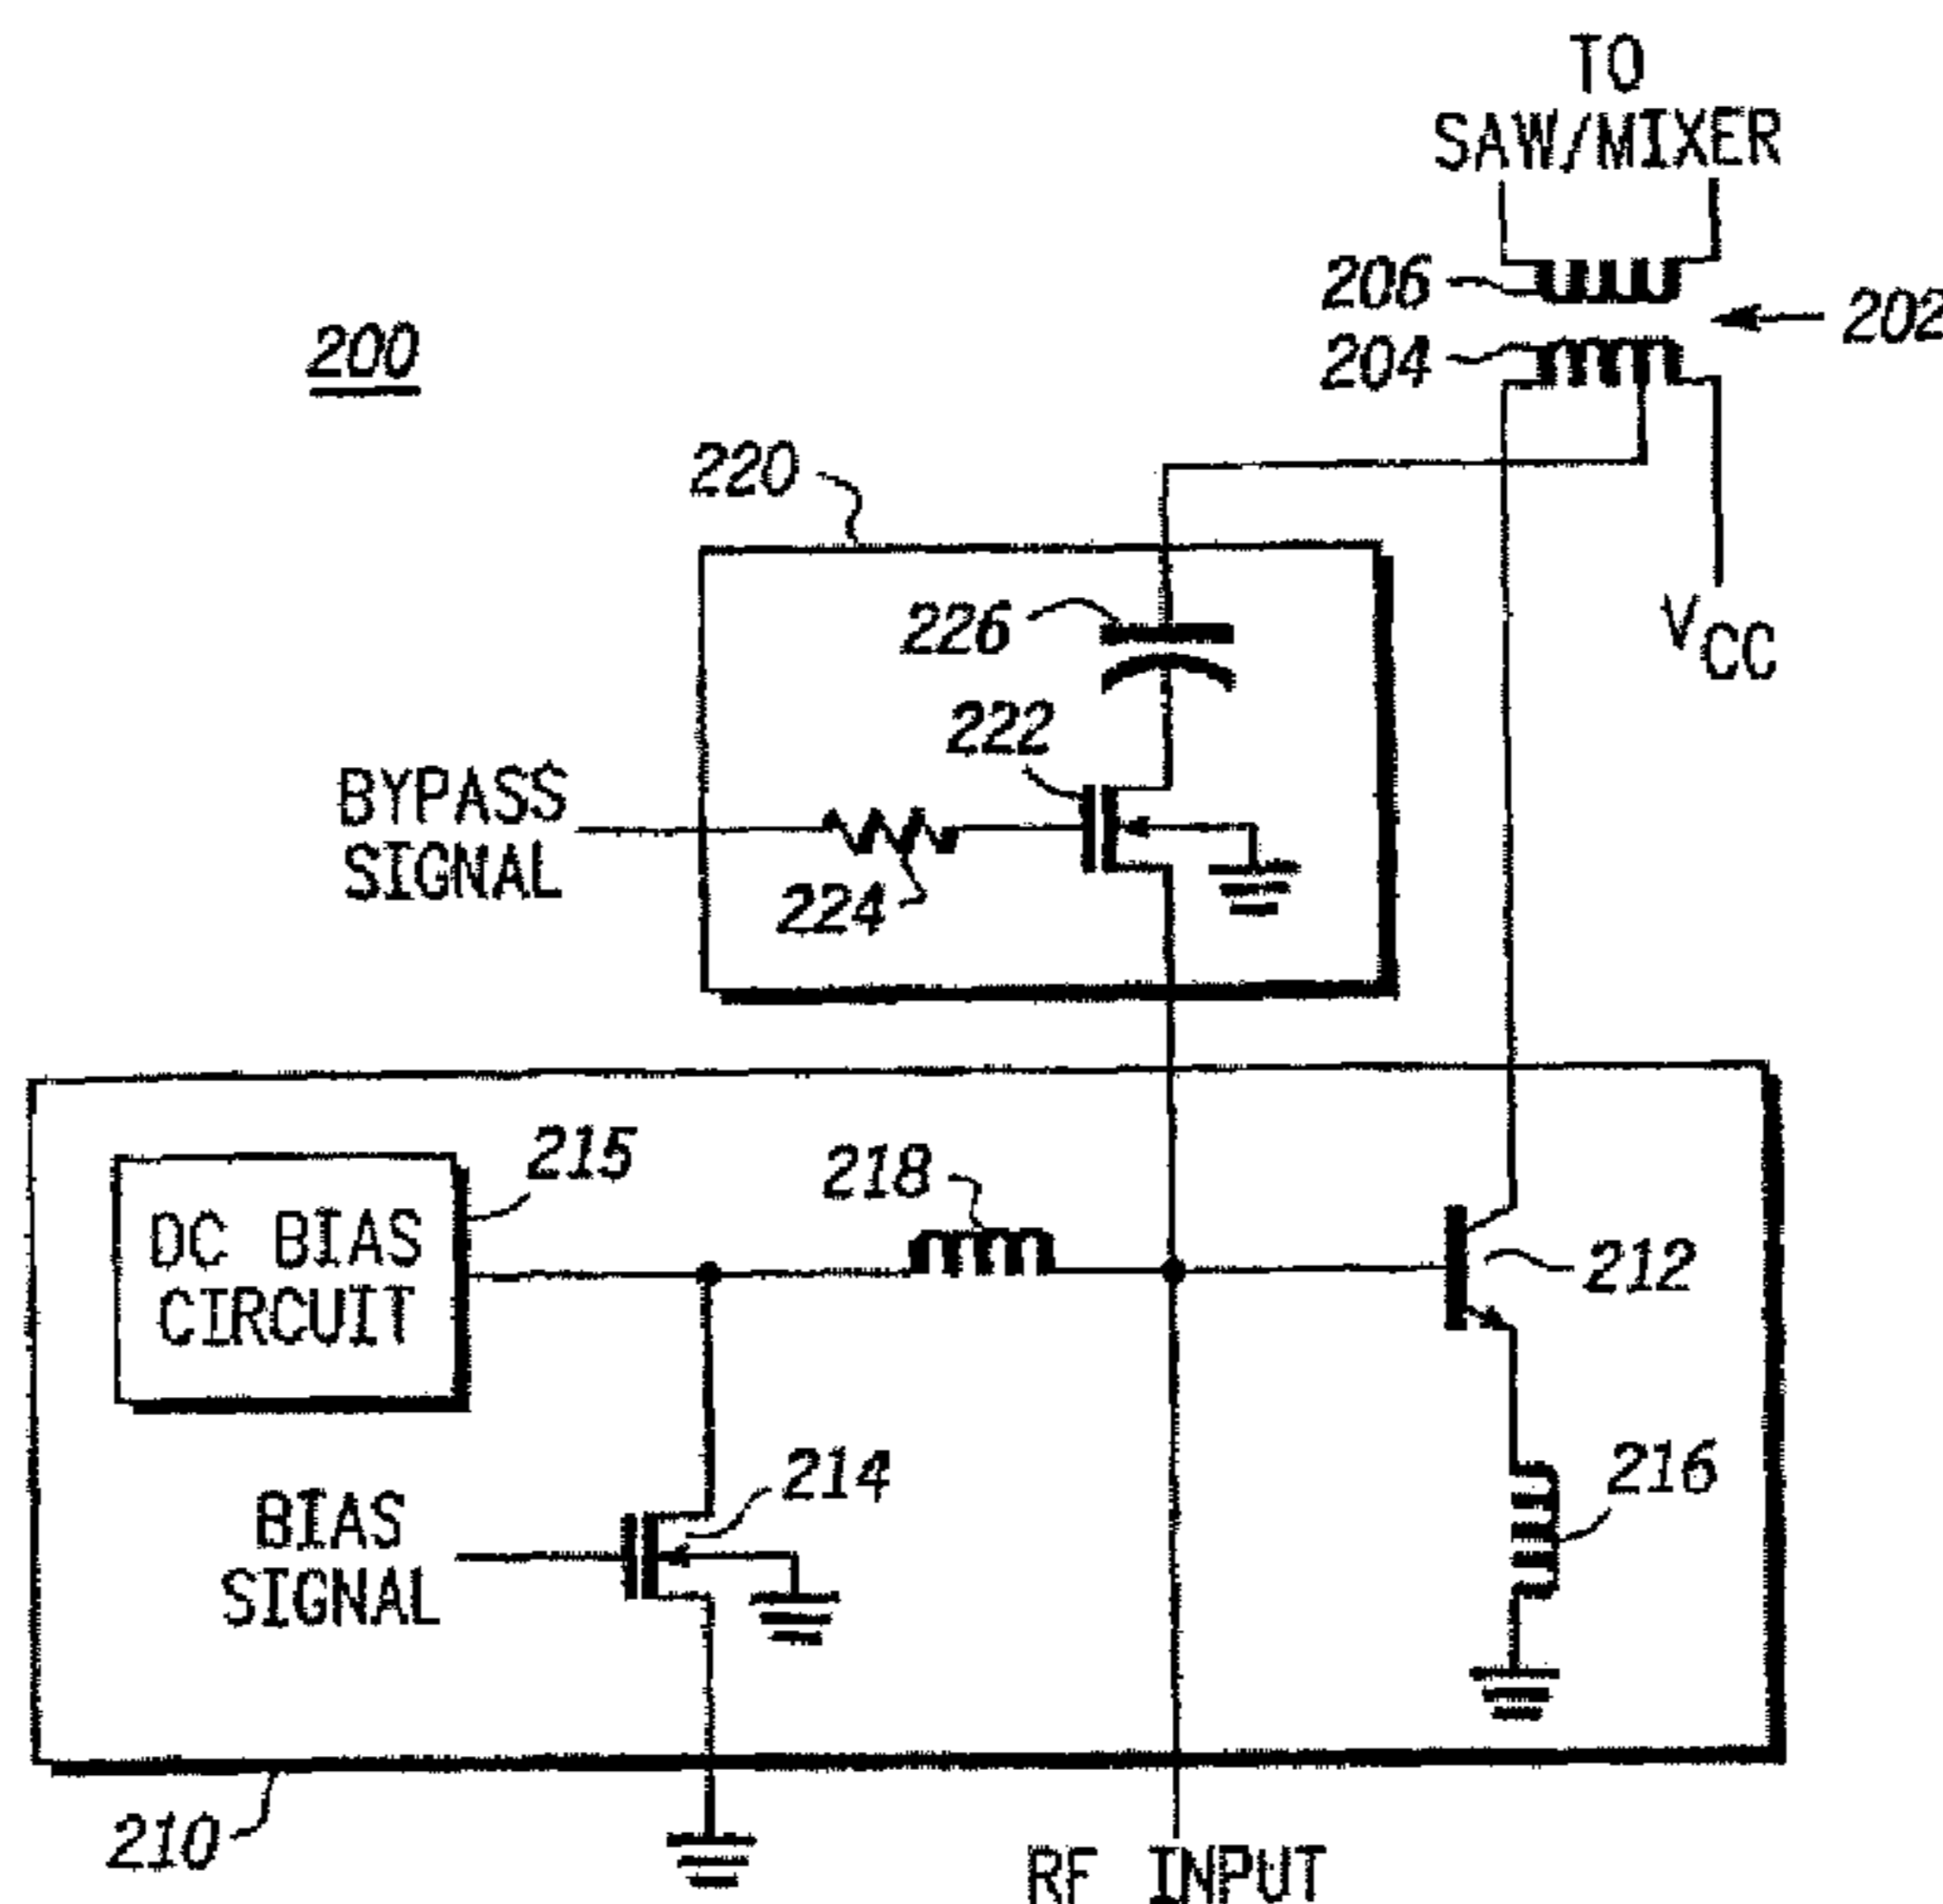 TO
SAW/MIXER
206
202
204
200
220
226
VCC
222
BYPASS
SIGNAL
224
215
218
DC BIAS
CIRCUIT
212
214
216
BIAS
SIGNAL
210
RF INPUT